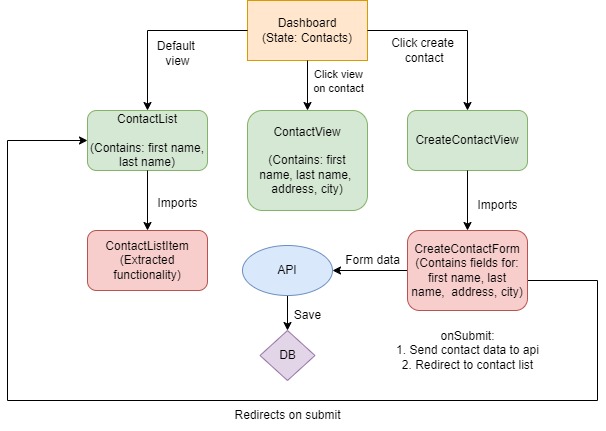 Dashboard
(State: Contacts)
Default
view
Click view
on contact
Click create
contact
ContactList
(Contains: first name,
last name)
ContactView
(Contains: first
name, last name,
address, city)
CreateContactView
Imports
Imports
ContactListItem
(Extracted
functionality)
API
Form data
CreateContactForm
(Contains fields for:
first name, last
name,  address, city)
Save
DB
onSubmit:
1. Send contact data to api
2. Redirect to contact list
Redirects on submit